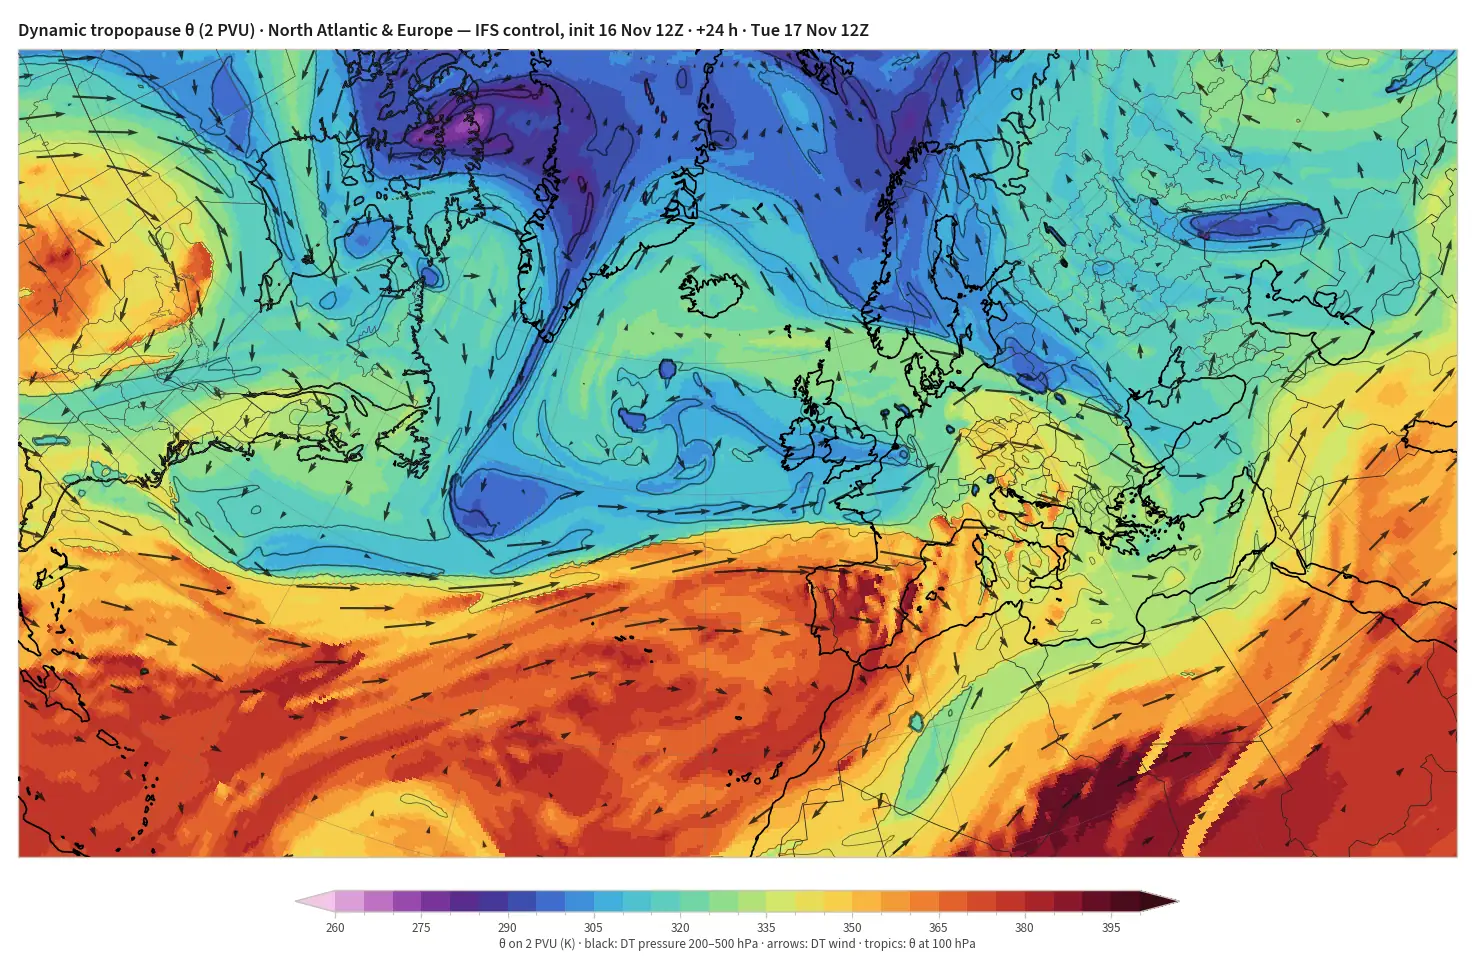 Dynamic tropopause θ (2 PVU) · North Atlantic & Europe — IFS control, init 16 Nov 12Z · +24 h · Tue 17 Nov 12Z
260 275 290 305 320 335 350 365 380 395
θ on 2 PVU (K) · black: DT pressure 200–500 hPa · arrows: DT wind · tropics: θ at 100 hPa